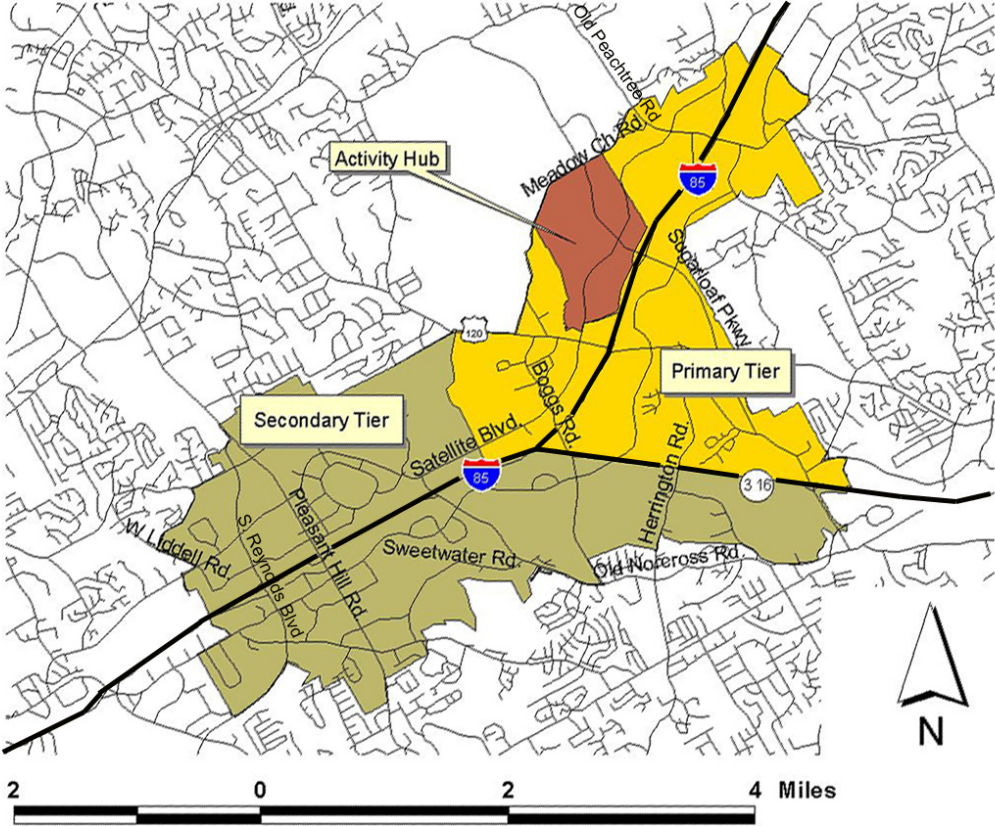 Old Peachtree Rd
Meadow Ch Rd.
Activity Hub
85
Sugarloaf Pkwy
120
Primary Tier
Boggs Rd.
Secondary Tier
Satellite Blvd.
85
Herrington Rd.
3 16
Pleasant Hill Rd.
S. Reynolds Blvd
W Liddell Rd.
Sweetwater Rd.
Old Norcross Rd.
N
2 0 2 4 Miles